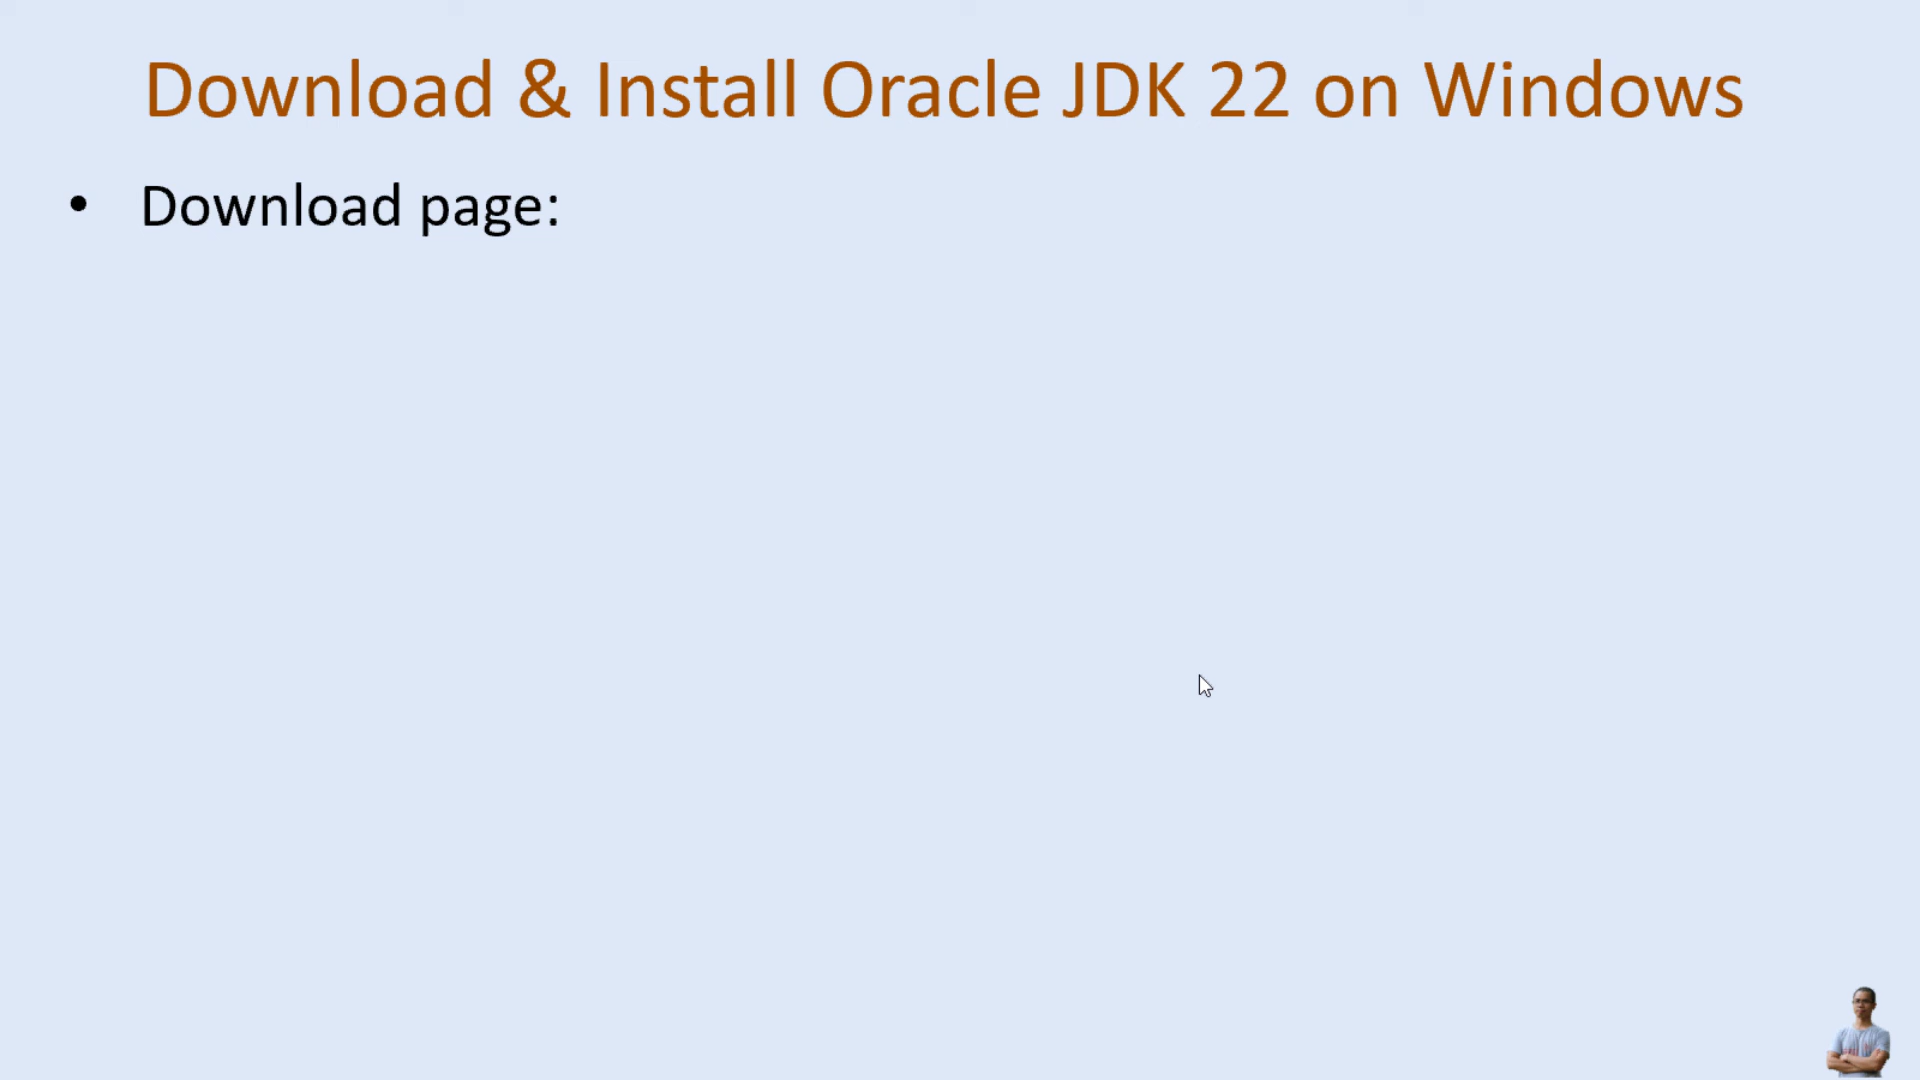 Download & Install Oracle JDK 22 on Windows
• Download page: